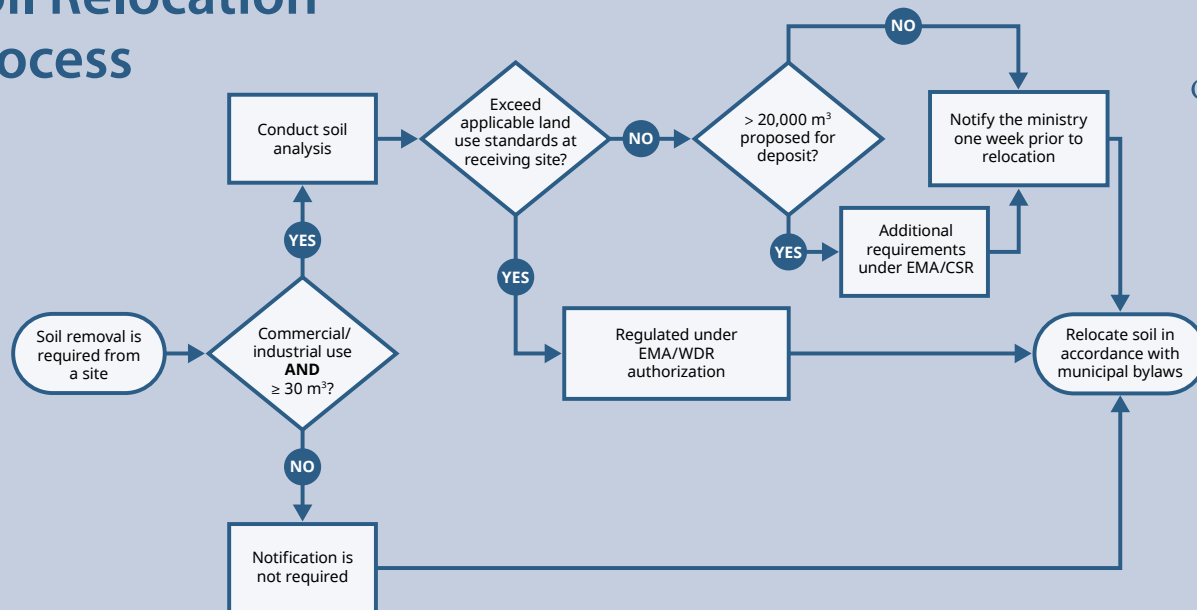 oil Relocation
ocess
NO
Conduct soil
analysis
Exceed
applicable land
use standards at
receiving site?
NO
> 20,000 m³
proposed for
deposit?
Notify the ministry
one week prior to
relocation
YES
YES
YES
Additional
requirements
under EMA/CSR
Soil removal is
required from
a site
Commercial/
industrial use
AND
≥ 30 m³?
Regulated under
EMA/WDR
authorization
Relocate soil in
accordance with
municipal bylaws
NO
Notification is
not required